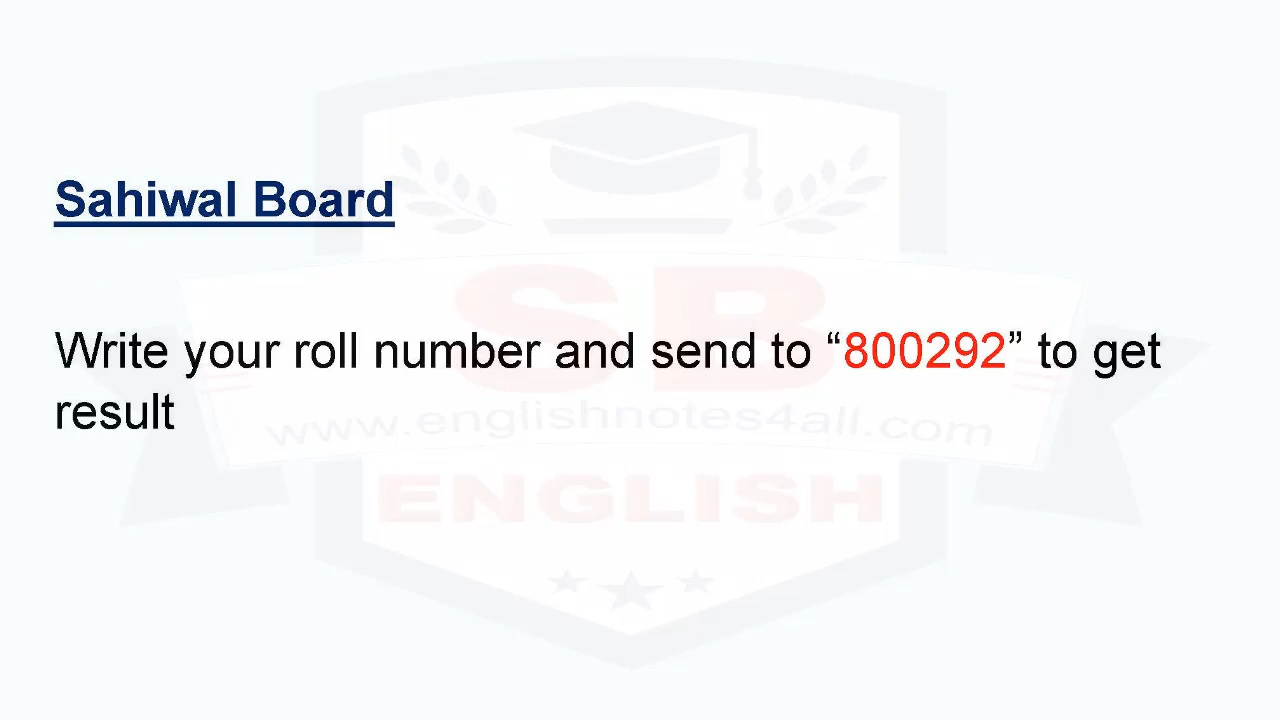 Sahiwal Board
SB
Write your roll number and send to “800292” to get
result
www.englishnotes4all.com
ENGLISH